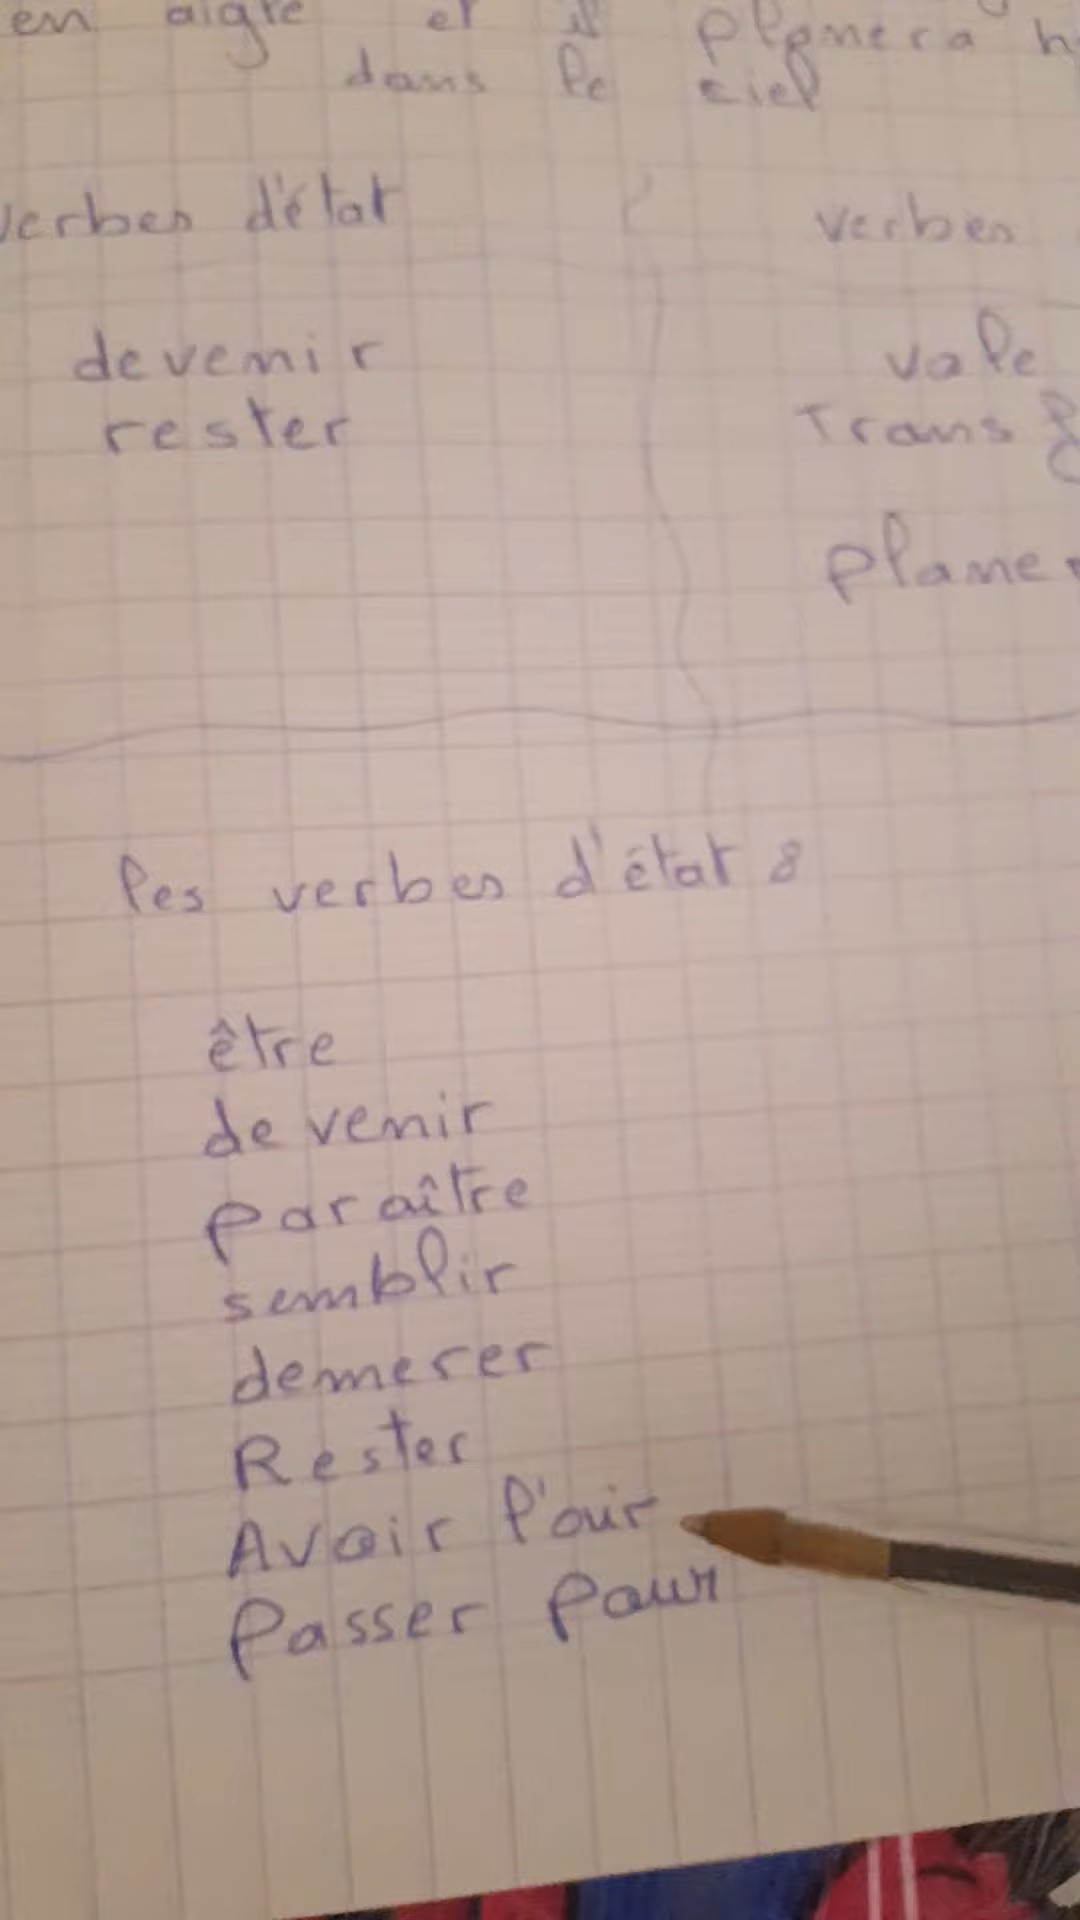 en aigle et il planera
dans le ciel
verbes d'état verbes
devenir
rester
Trans
plane
les verbes d'état :
être
devenir
paraître
semblir
demerer
Rester
Avoir l'air
Passer pour